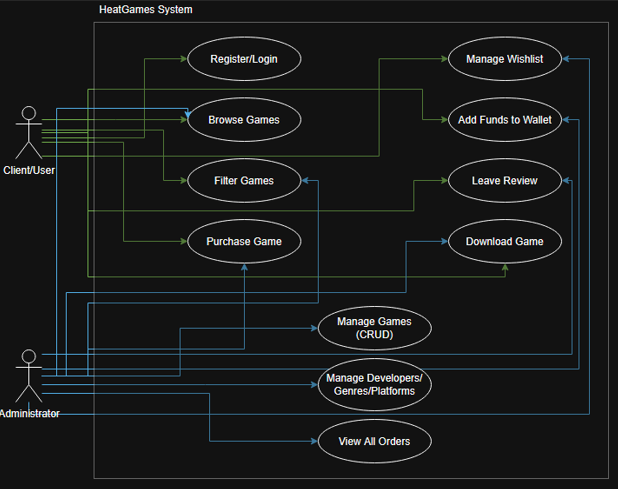 HeatGames System
Register/Login
Manage Wishlist
Browse Games
Add Funds to Wallet
Client/User
Filter Games
Leave Review
Purchase Game
Download Game
Manage Games
(CRUD)
Manage Developers/
Genres/Platforms
Administrator
View All Orders